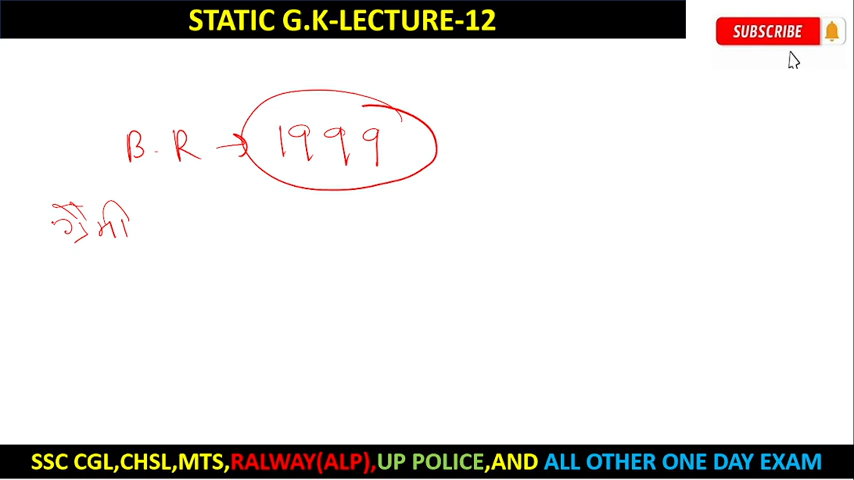 STATIC G.K-LECTURE-12
SUBSCRIBE
B.R → 1999
SSC CGL,CHSL,MTS,RALWAY(ALP),UP POLICE,AND ALL OTHER ONE DAY EXAM